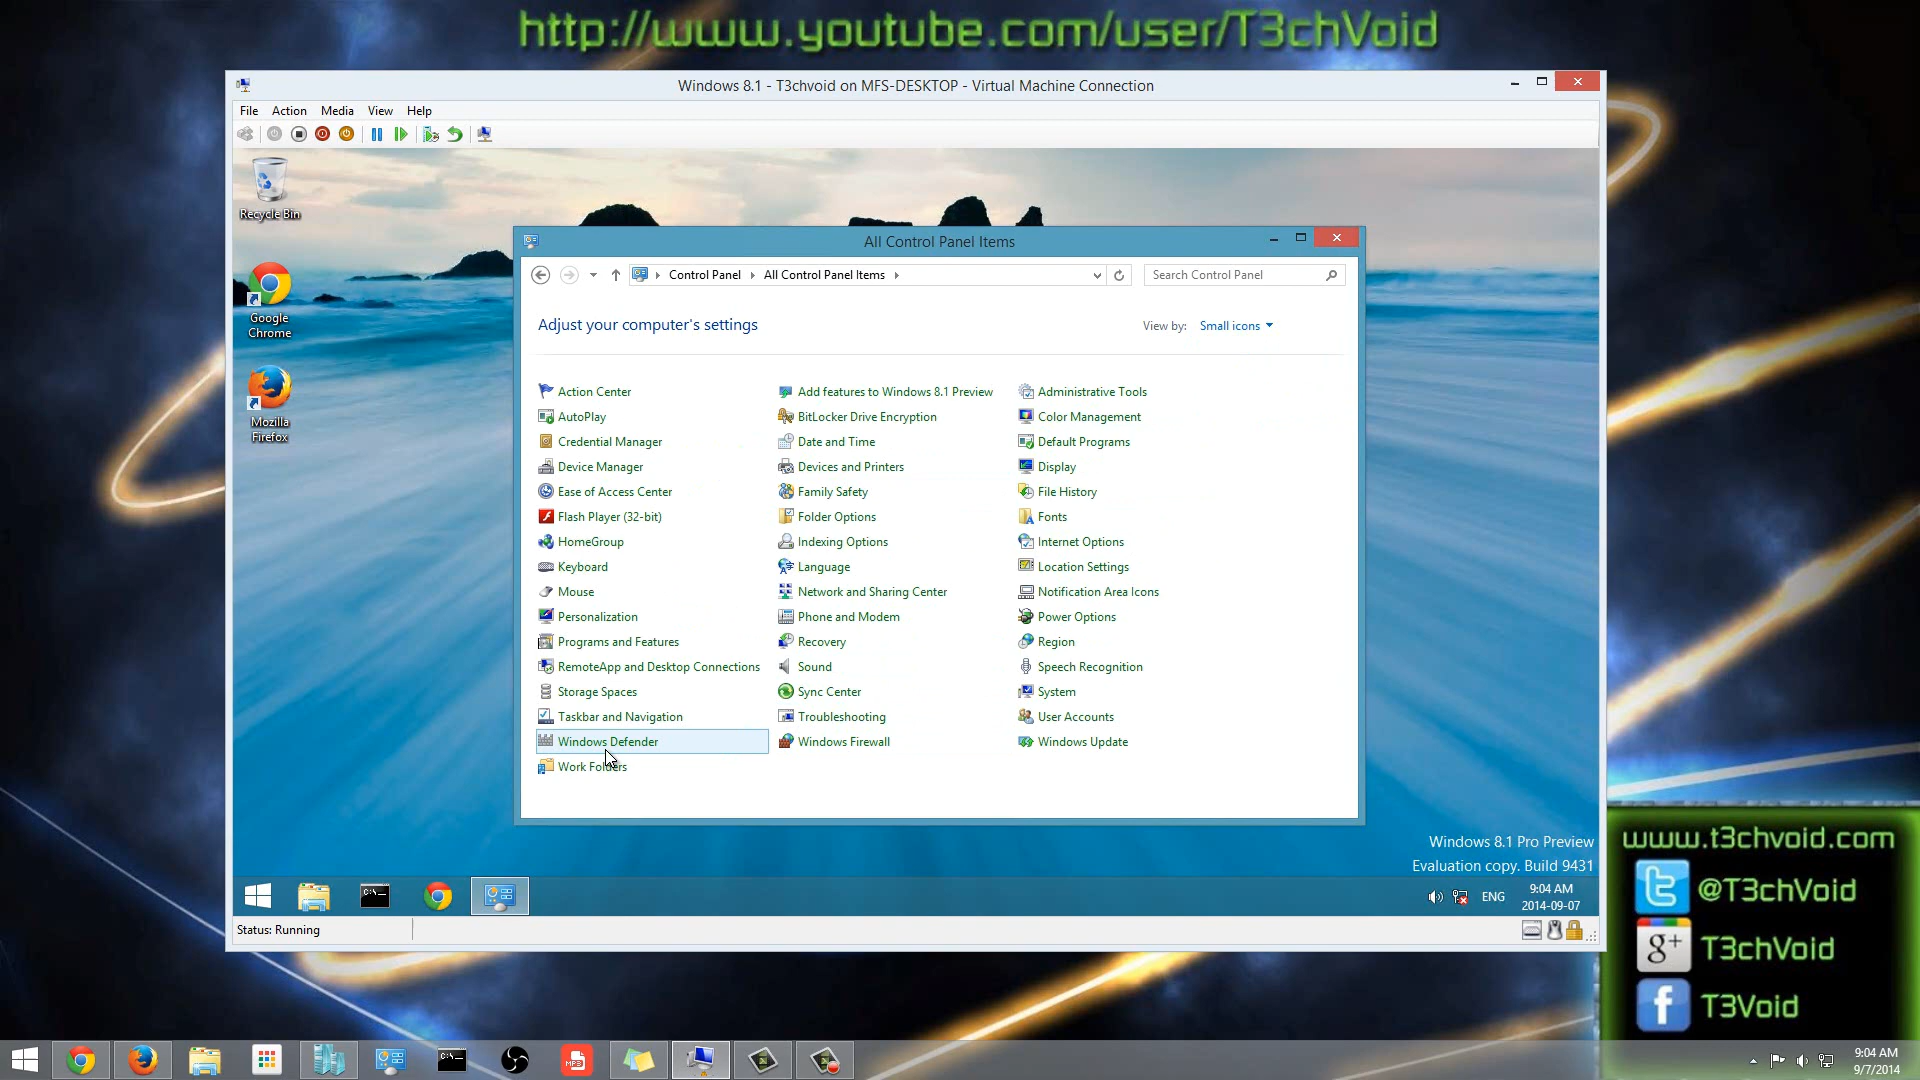 http://www.youtube.com/user/T3chVoid
Windows 8.1 - T3chvoid on MFS-DESKTOP - Virtual Machine Connection
File Action Media View Help
Recycle Bin
Google
Chrome
Mozilla
Firefox
All Control Panel Items
Control Panel All Control Panel Items
Search Control Panel
Adjust your computer's settings
View by: Small icons
Action Center
Add features to Windows 8.1 Preview
Administrative Tools
AutoPlay
BitLocker Drive Encryption
Color Management
Credential Manager
Date and Time
Default Programs
Device Manager
Devices and Printers
Display
Ease of Access Center
Family Safety
File History
Flash Player (32-bit)
Folder Options
Fonts
HomeGroup
Indexing Options
Internet Options
Keyboard
Language
Location Settings
Mouse
Network and Sharing Center
Notification Area Icons
Personalization
Phone and Modem
Power Options
Programs and Features
Recovery
Region
RemoteApp and Desktop Connections
Sound
Speech Recognition
Storage Spaces
Sync Center
System
Taskbar and Navigation
Troubleshooting
User Accounts
Windows Defender
Windows Firewall
Windows Update
Work Folders
Windows 8.1 Pro Preview
Evaluation copy. Build 9431
ENG
9:04 AM
2014-09-07
Status: Running
www.t3chvoid.com
@T3chVoid
g+ T3chVoid
f T3Void
MP3
9:04 AM
9/7/2014